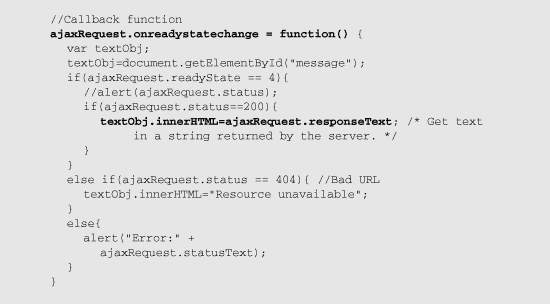 //Callback function
ajaxRequest.onreadystatechange = function() {
var textObj;
textObj=document.getElementById("message");
if(ajaxRequest.readyState == 4){
//alert(ajaxRequest.status);
if(ajaxRequest.status==200){
textObj.innerHTML=ajaxRequest.responseText; /* Get text
in a string returned by the server. */
}
}
else if(ajaxRequest.status == 404){ //Bad URL
textObj.innerHTML="Resource unavailable";
}
else{
alert("Error:" +
ajaxRequest.statusText);
}
}